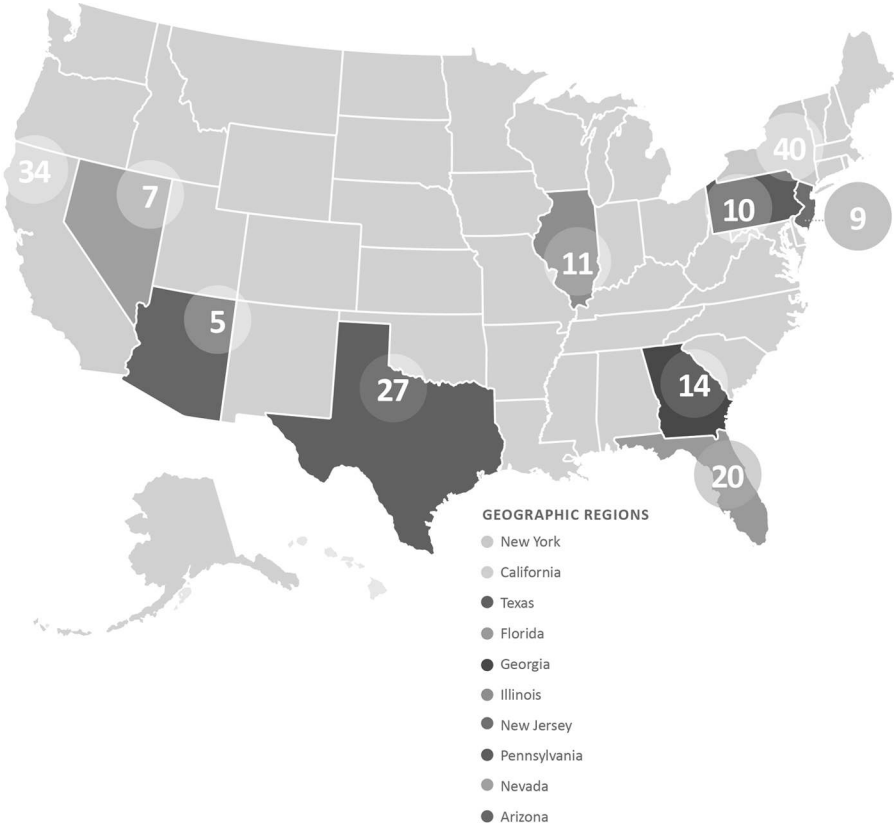 40
34
7
10
9
11
5
27
14
20
GEOGRAPHIC REGIONS
New York
California
Texas
Florida
Georgia
Illinois
New Jersey
Pennsylvania
Nevada
Arizona